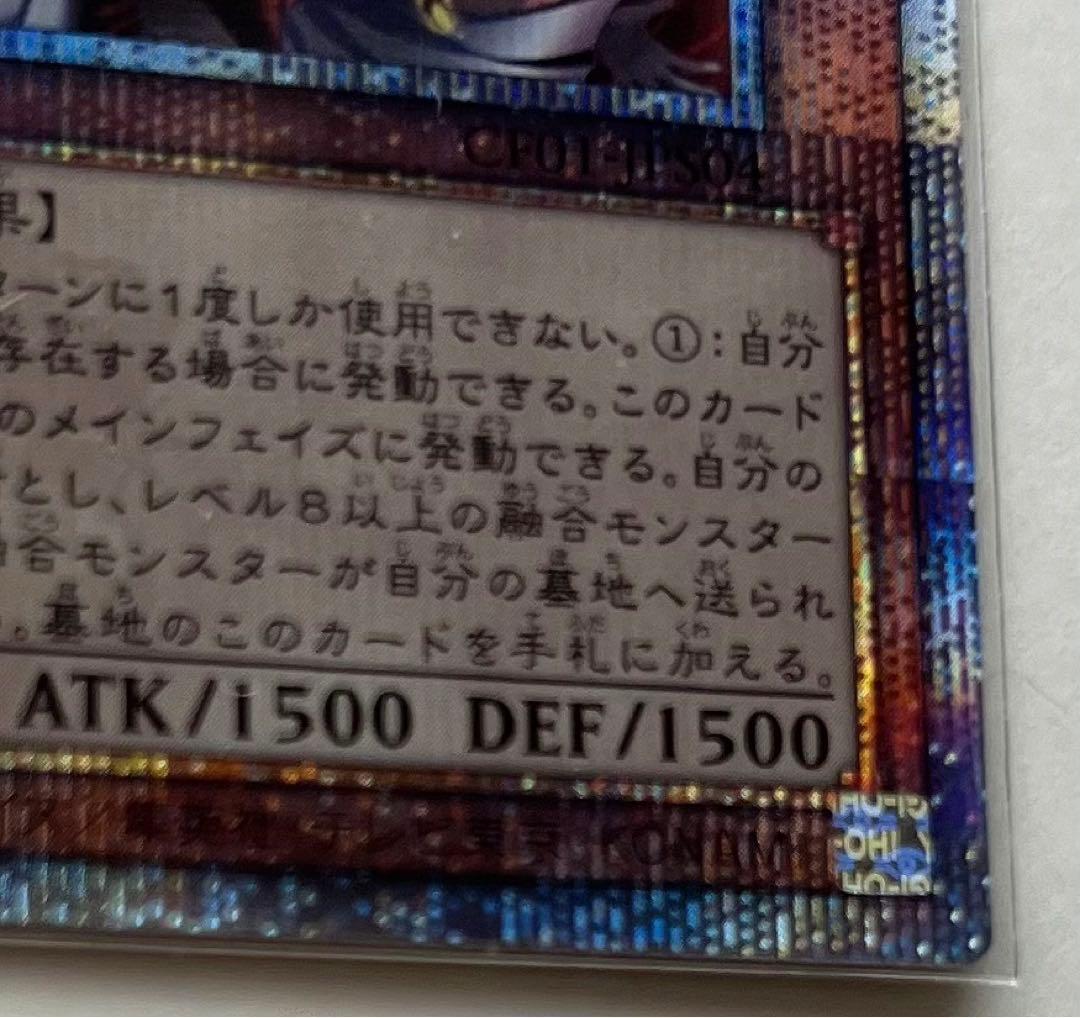 CF01-JPS04
果】
ターンに1度しか使用できない。①:自分
存在する場合に発動できる。このカード
のメインフェイズに発動できる。自分の
とし、レベル8以上の融合モンスター
合モンスターが自分の墓地へ送られ
。墓地のこのカードを手札に加える。
ATK/1500 DEF/1500
テレビ東京・KONAMI